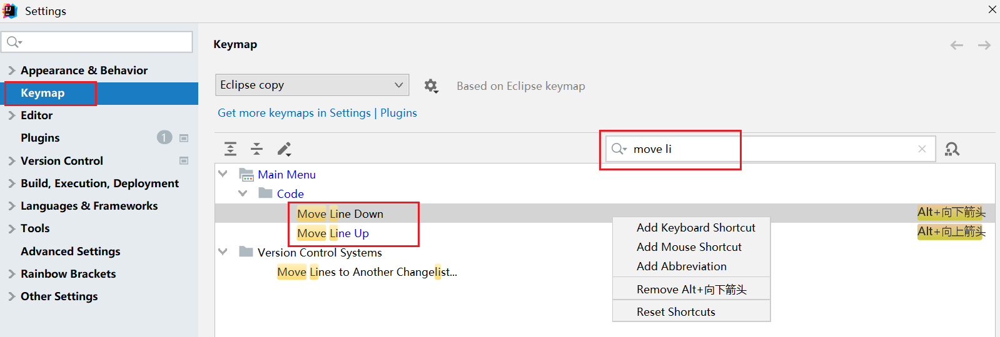 Settings
Keymap
Appearance & Behavior
Keymap
Editor
Plugins 1
Version Control
Build, Execution, Deployment
Languages & Frameworks
Tools
Advanced Settings
Rainbow Brackets
Other Settings
Eclipse copy
Based on Eclipse keymap
Get more keymaps in Settings | Plugins
move li
Main Menu
Code
Move Line Down Alt+向下箭头
Move Line Up Alt+向上箭头
Version Control Systems
Move Lines to Another Changelist...
Add Keyboard Shortcut
Add Mouse Shortcut
Add Abbreviation
Remove Alt+向下箭头
Reset Shortcuts